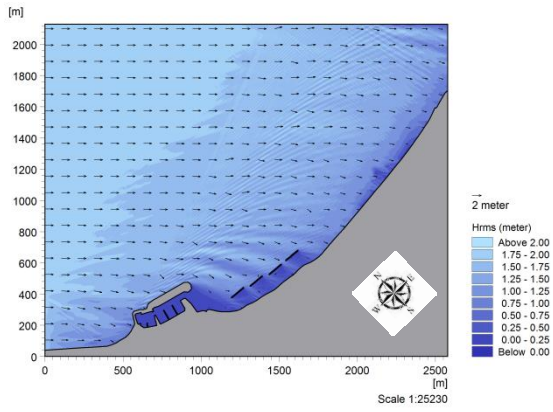 [m]
2000
1800
1600
1400
1200
1000
800
600
400
200
0
0 500 1000 1500 2000 2500
[m]
Scale 1:25230
2 meter
Hrms (meter)
Above 2.00
1.75 - 2.00
1.50 - 1.75
1.25 - 1.50
1.00 - 1.25
0.75 - 1.00
0.50 - 0.75
0.25 - 0.50
0.00 - 0.25
Below 0.00
N
E
W